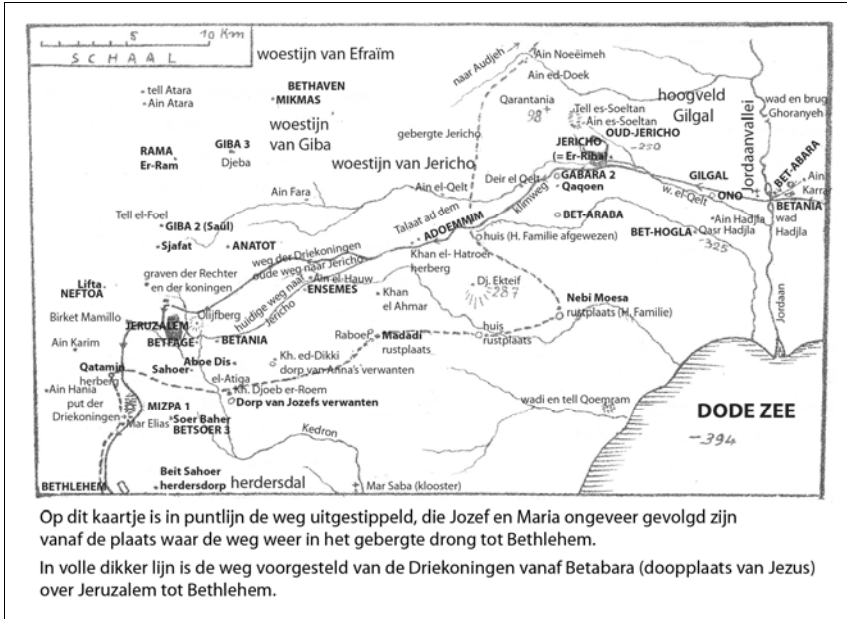 5 10 Km
SCHAAL
woestijn van Efraïm
naar Audjeh
Ain Noeëimeh
Ain ed-Doek
tell Atara
Ain Atara
BETHAVEN
MIKMAS
Qarantania
98
hoogveld
Gilgal
Tell es-Soeltan
Ain es-Soeltan
OUD-JERICHO
-250
Jordaanvallei
wad en brug
Ghoranyeh
woestijn
van Giba
gebergte Jericho
RAMA
Er-Ram
GIBA 3
Djeba
woestijn van Jericho
JERICHO
(= Er-Riha)
BET-ABARA
Ain
Karra
Ain Fara
Ain el-Qelt
Deir el Qelt
klimweg
GABARA 2
Qaqoen
GILGAL
w. el-Qelt
ONO
BETANIA
wad
Hadjla
Tell el-Foel
GIBA 2 (Saül)
Talaat ad dem
ADOEMMIM
BET-ARABA
Ain Hadjla
Qasr Hadjla
BET-HOGLA
-325
Sjafat
ANATOT
huis (H. Familie afgewezen)
weg der Driekoningen
oude weg naar Jericho
Khan el- Hatroer
herberg
graven der Rechter
en der koningen
Lifta
NEFTOA
huidige weg naar
Jericho
Ain el-Hauw
ENSEMES
Khan
el Ahmar
Dj. Ekteif
287
Nebi Moesa
rustplaats (H. Familie)
Jordaan
Birket Mamillo
Olijfberg
JERUZALEM
BETFAGE
BETANIA
Raboef
Madadi
rustplaats
huis
rustplaats
Ain Karim
Qatamin
herberg
Aboe Dis
Sahoer
Kh. ed-Dikki
dorp van Anna's verwanten
el-Atiga
Kh. Djoeb er-Roem
Dorp van Jozefs verwanten
Ain Hania
put der
Driekoningen
MIZPA 1
Mar Elias
Soer Baher
BETSOER 3
wadi en tell Qoemram
DODE ZEE
-394
Kedron
BETHLEHEM
Beit Sahoer
herdersdorp
herdersdal
Mar Saba (klooster)
Op dit kaartje is in puntlijn de weg uitgestippeld, die Jozef en Maria ongeveer gevolgd zijn
vanaf de plaats waar de weg weer in het gebergte drong tot Bethlehem.
In volle dikker lijn is de weg voorgesteld van de Driekoningen vanaf Betabara (doopplaats van Jezus)
over Jeruzalem tot Bethlehem.